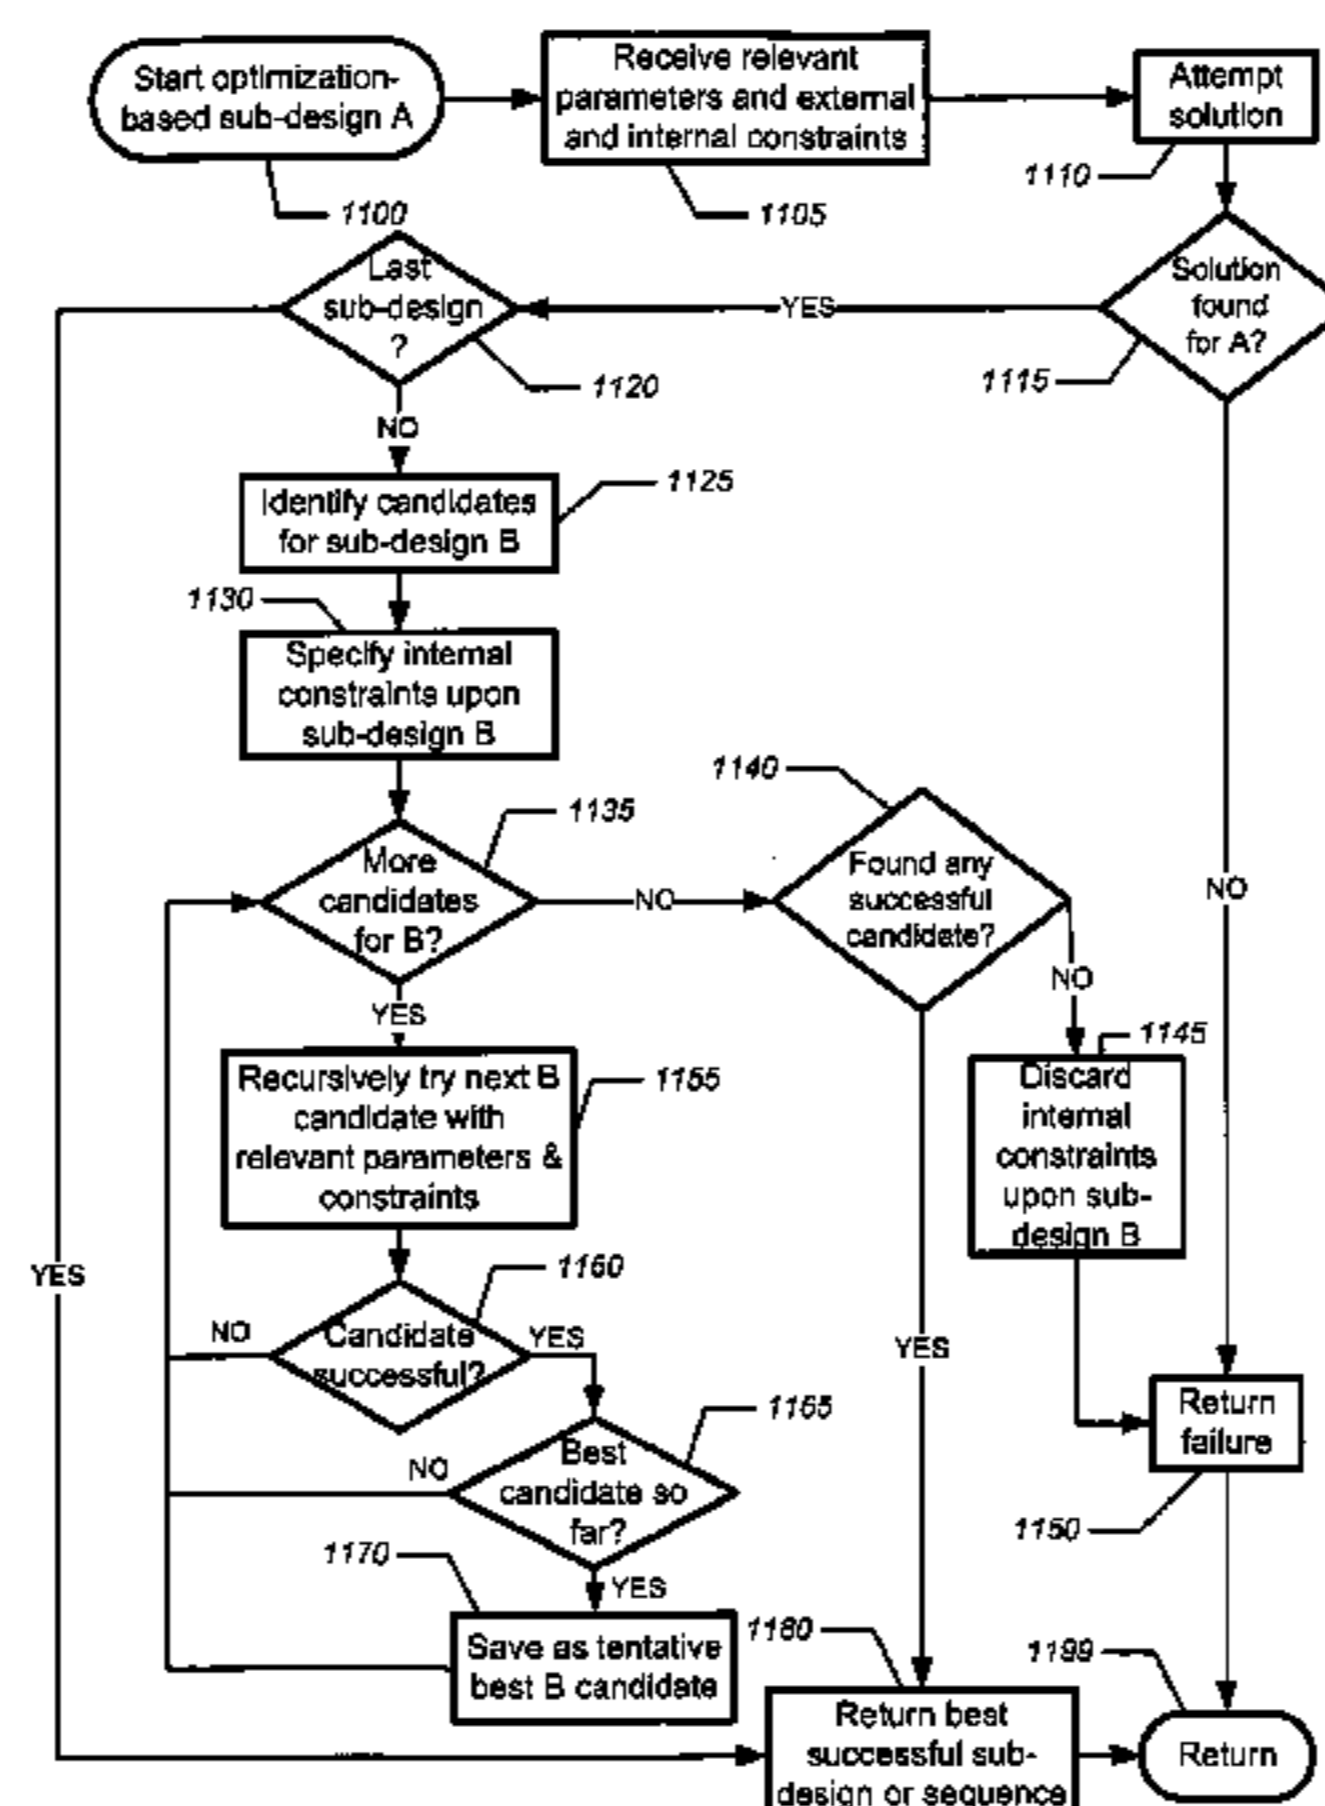 Start optimization-
based sub-design A
1100
Receive relevant
parameters and external
and internal constraints
1105
Attempt
solution
1110
Solution
found
for A?
1115
YES
NO
Last
sub-design
?
1120
YES
NO
Identify candidates
for sub-design B
1125
1130
Specify internal
constraints upon
sub-design B
1135
More
candidates
for B?
NO
YES
1140
Found any
successful
candidate?
NO
YES
1145
Discard
internal
constraints
upon sub-
design B
Recursively try next B
candidate with
relevant parameters &
constraints
1155
1160
Candidate
successful?
NO
YES
1165
Best
candidate so
far?
NO
YES
1170
Save as tentative
best B candidate
Return
failure
1150
1180
Return best
successful sub-
design or sequence
1199
Return